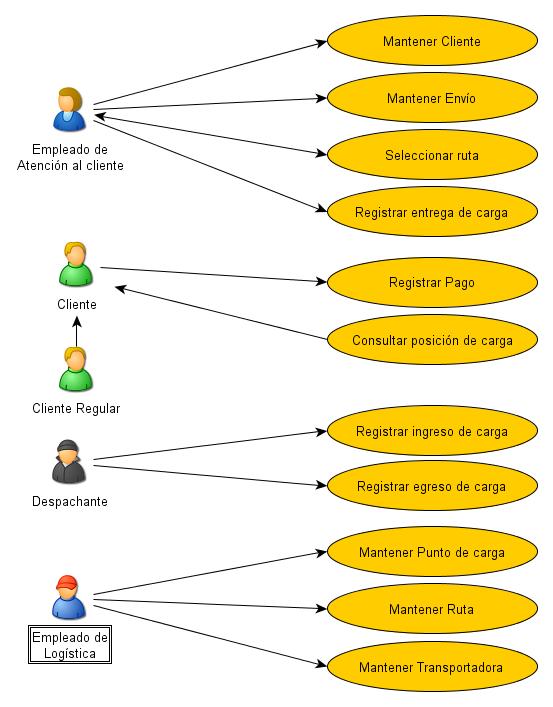 Mantener Cliente
Mantener Envío
Seleccionar ruta
Registrar entrega de carga
Empleado de
Atención al cliente
Registrar Pago
Consultar posición de carga
Cliente
Cliente Regular
Registrar ingreso de carga
Registrar egreso de carga
Despachante
Mantener Punto de carga
Mantener Ruta
Mantener Transportadora
Empleado de
Logística